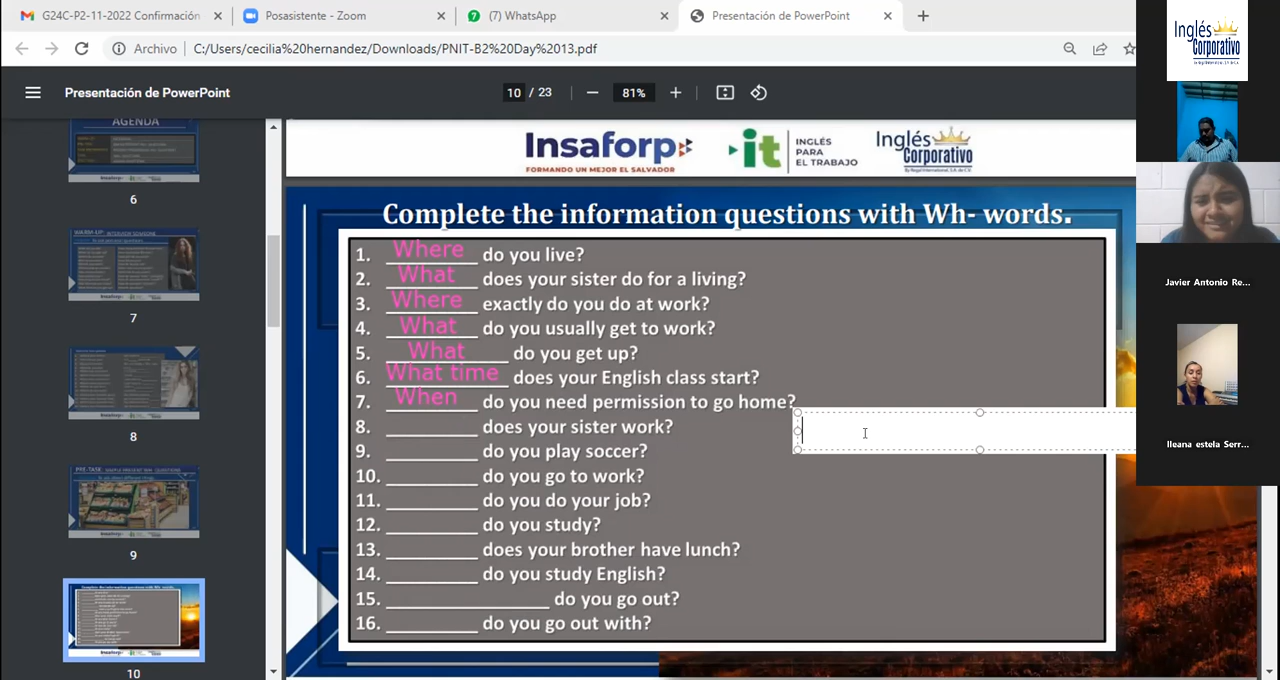 G24C-P2-11-2022 Confirmación
Posasistente - Zoom
(7) WhatsApp
Presentación de PowerPoint
Archivo
C:/Users/cecilia%20hernandez/Downloads/PNIT-B2%20Day%2013.pdf
Presentación de PowerPoint
10 / 23
81%
AGENDA
6
7
8
9
10
Insaforp
FORMANDO UN MEJOR EL SALVADOR
it
INGLÉS
PARA
EL TRABAJO
Inglés
Corporativo
Complete the information questions with Wh- words.
1. Where do you live?
2. What does your sister do for a living?
3. Where exactly do you do at work?
4. What do you usually get to work?
5. What do you get up?
6. What time does your English class start?
7. When do you need permission to go home?
8. ________ does your sister work?
9. ________ do you play soccer?
10. ________ do you go to work?
11. ________ do you do your job?
12. ________ do you study?
13. ________ does your brother have lunch?
14. ________ do you study English?
15. ________________ do you go out?
16. ________ do you go out with?
Inglés
Corporativo
Javier Antonio Re...
Ileana estela Serr...